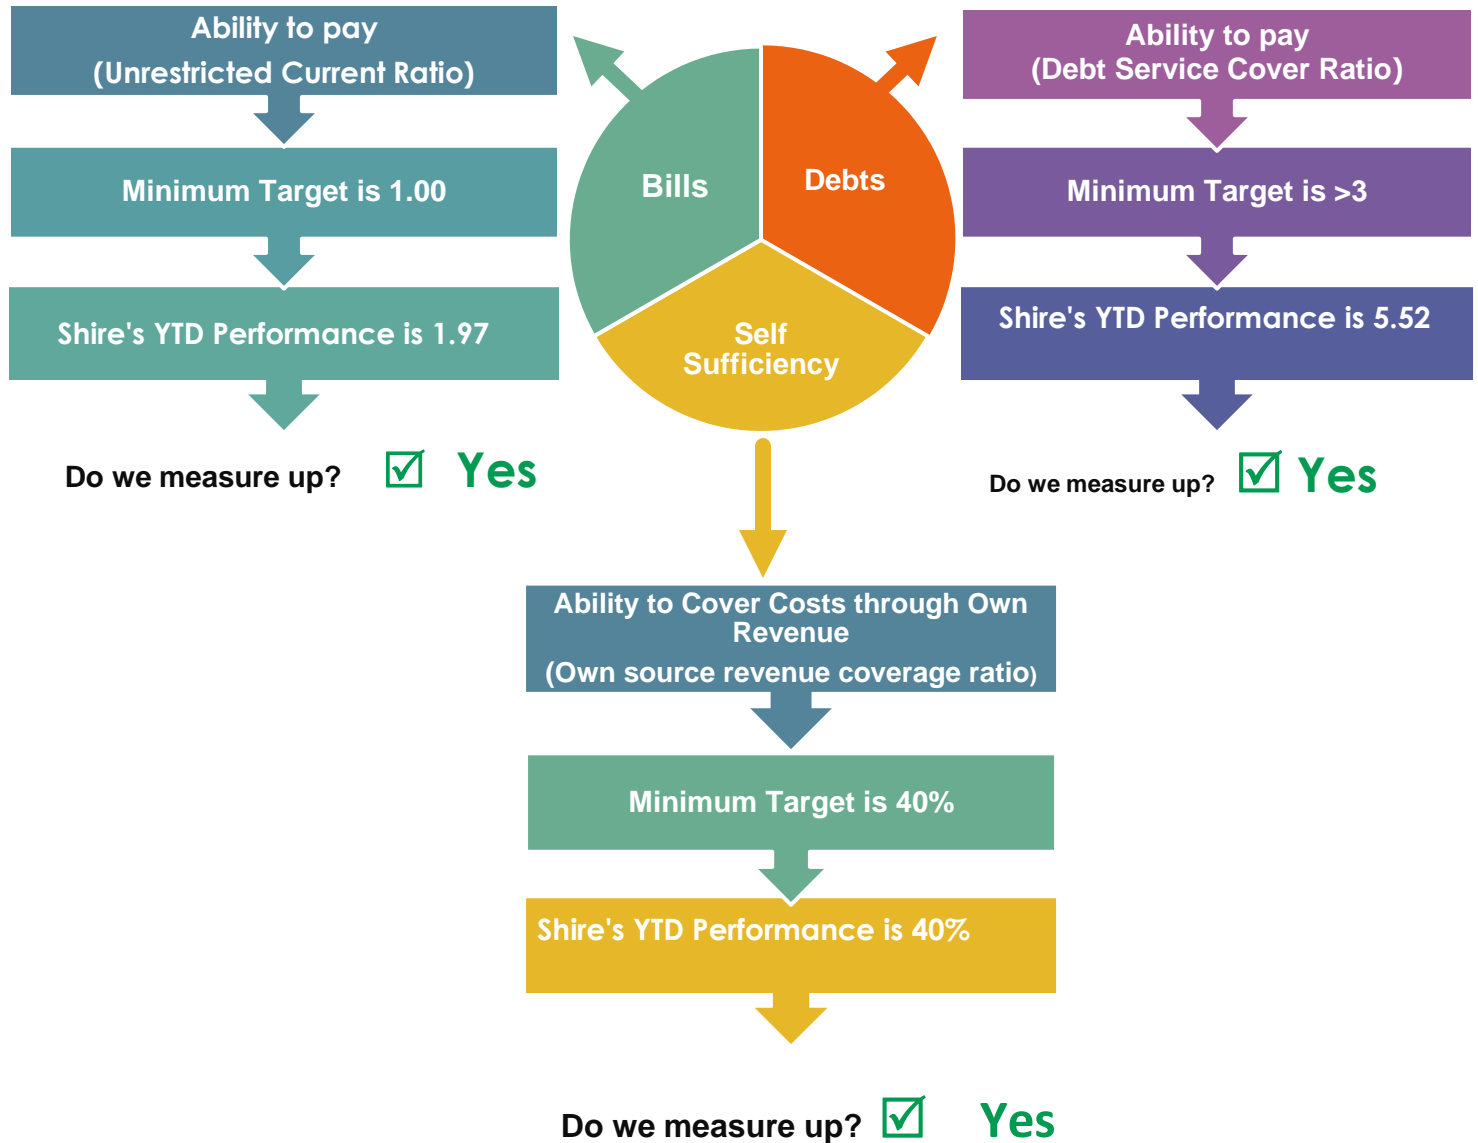 Ability to pay
(Unrestricted Current Ratio)
Minimum Target is 1.00
Shire's YTD Performance is 1.97
Do we measure up? Yes
Bills
Debts
Self
Sufficiency
Ability to pay
(Debt Service Cover Ratio)
Minimum Target is >3
Shire's YTD Performance is 5.52
Do we measure up? Yes
Ability to Cover Costs through Own
Revenue
(Own source revenue coverage ratio)
Minimum Target is 40%
Shire's YTD Performance is 40%
Do we measure up? Yes